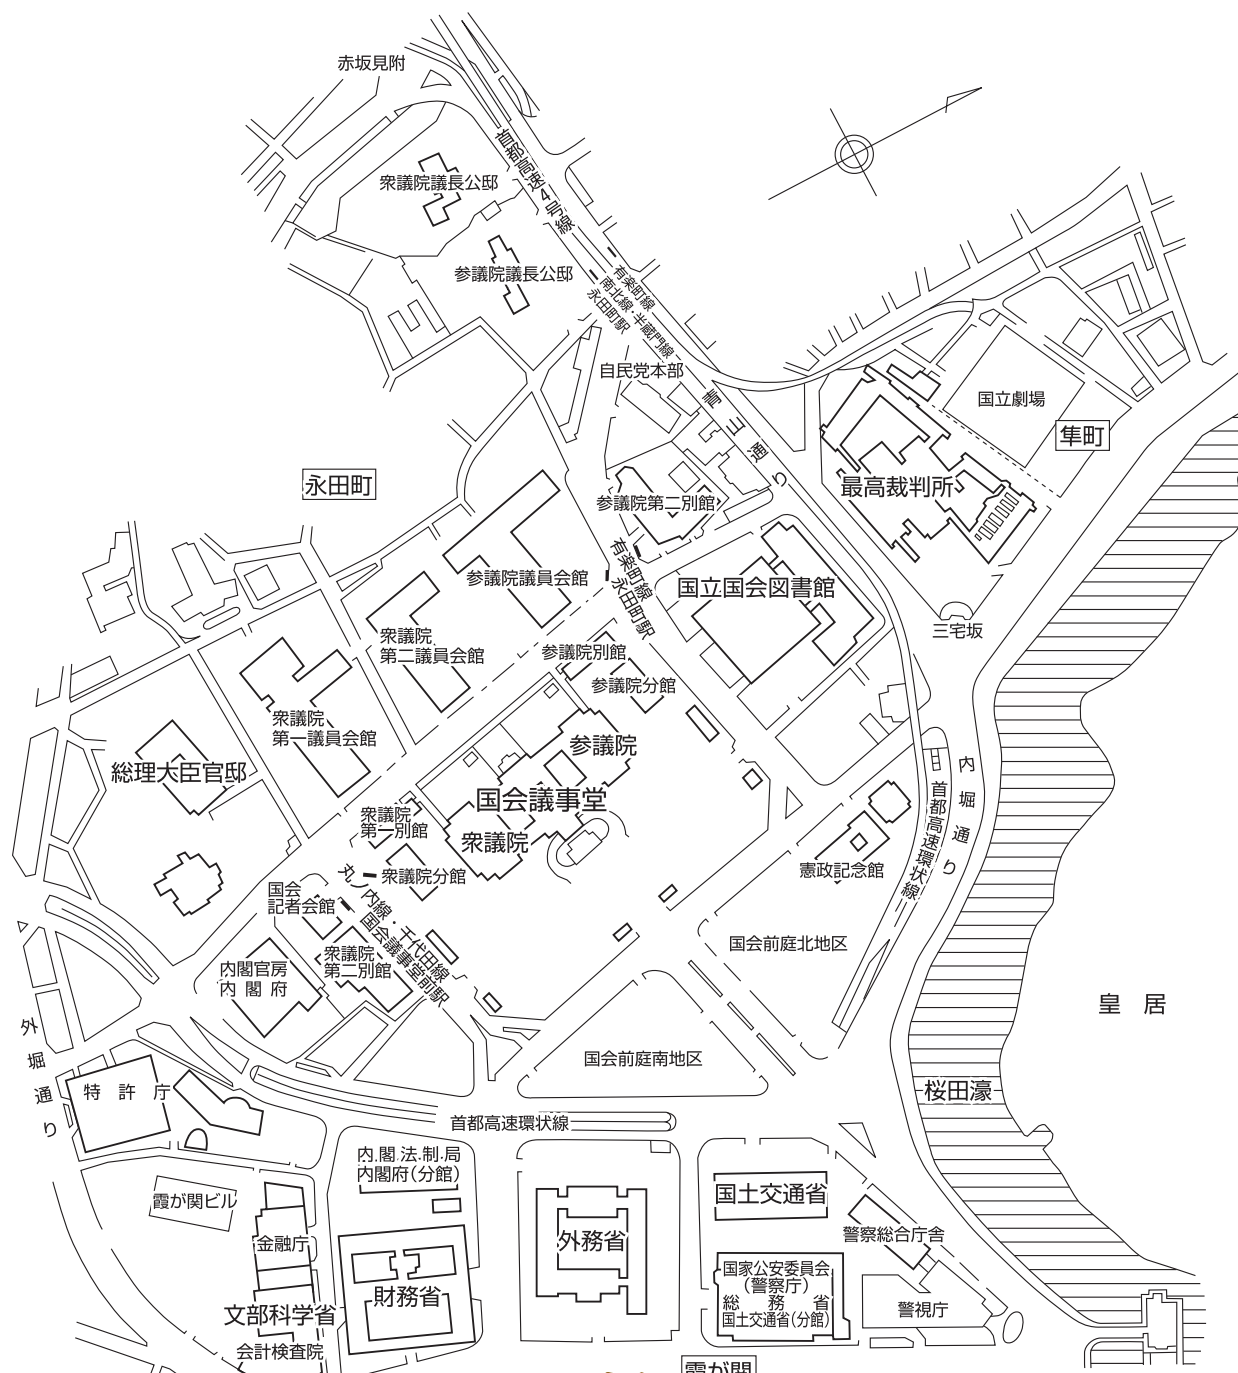 赤坂見附
衆議院議長公邸
参議院議長公邸
首都高速4号線
有楽町線
南北線・半蔵門線
永田町駅
自民党本部
青山通り
国立劇場
隼町
最高裁判所
永田町
参議院第二別館
有楽町線
永田町駅
参議院議員会館
国立国会図書館
三宅坂
衆議院
第二議員会館
参議院別館
参議院分館
衆議院
第一議員会館
参議院
総理大臣官邸
国会議事堂
衆議院
衆議院
第一別館
内堀通り
首都高速環状線
憲政記念館
衆議院分館
国会
記者会館
丸ノ内線・千代田線
国会議事堂前駅
衆議院
第二別館
内閣官房
内閣府
国会前庭北地区
皇居
外堀通り
国会前庭南地区
桜田濠
特許庁
首都高速環状線
内閣法制局
内閣府(分館)
霞が関ビル
国土交通省
金融庁
外務省
警察総合庁舎
国家公安委員会
(警察庁)
総務省
国土交通省(分館)
財務省
警視庁
文部科学省
会計検査院
霞が関